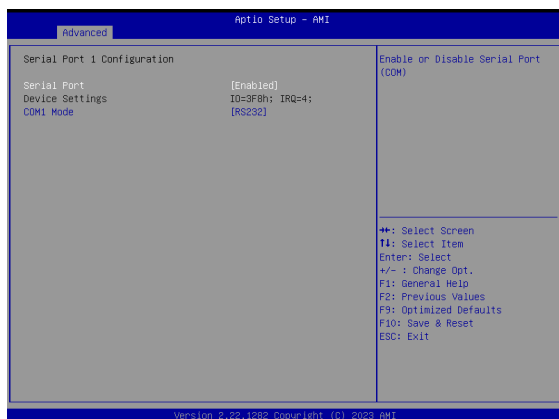 Aptio Setup - AMI
Advanced
Serial Port 1 Configuration
Serial Port [Enabled]
Device Settings IO=3F8h; IRQ=4;
COM1 Mode [RS232]
Enable or Disable Serial Port
(COM)
→←: Select Screen
↑↓: Select Item
Enter: Select
+/- : Change Opt.
F1: General Help
F2: Previous Values
F9: Optimized Defaults
F10: Save & Reset
ESC: Exit
Version 2.22.1282 Copyright (C) 2023 AMI